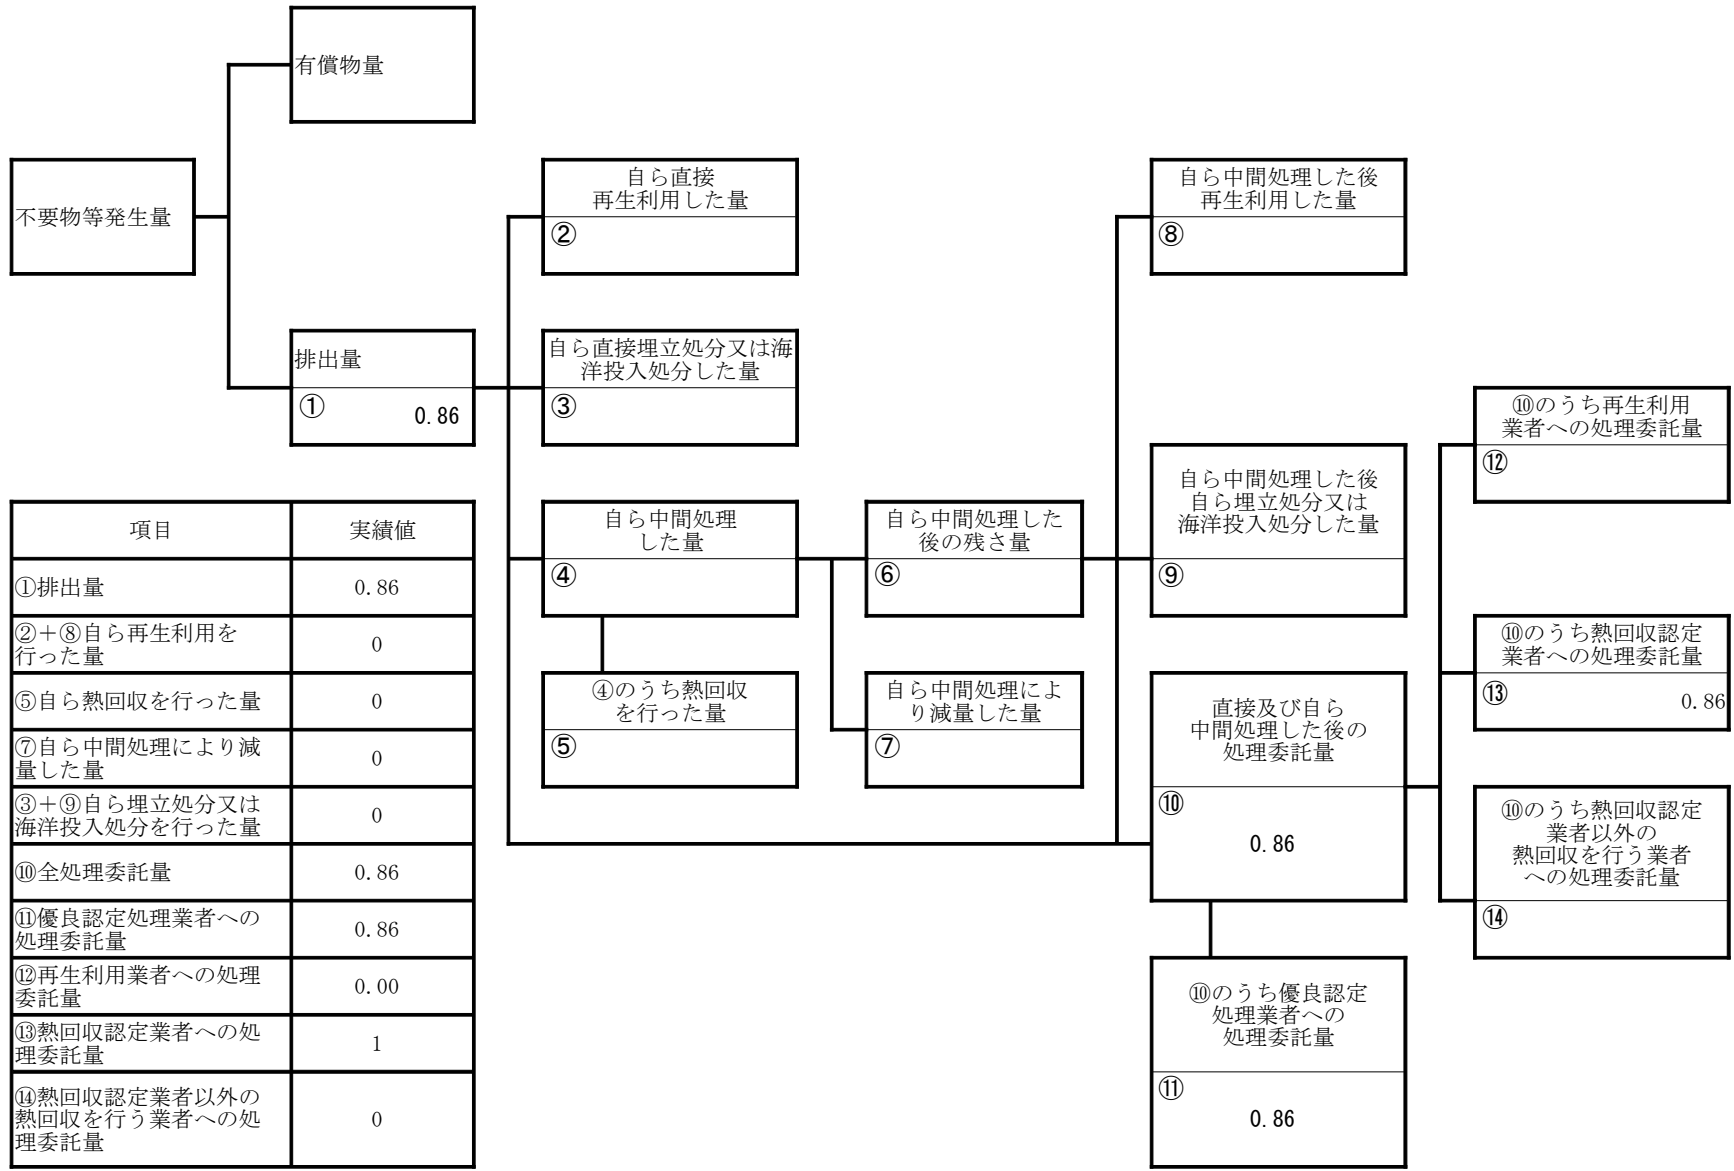 有償物量
不要物等発生量
自ら直接
再生利用した量
②
自ら中間処理した後
再生利用した量
⑧
排出量
①
0.86
自ら直接埋立処分又は海
洋投入処分した量
③
⑩のうち再生利用
業者への処理委託量
⑫
自ら中間処理
した量
④
自ら中間処理した
後の残さ量
⑥
自ら中間処理した後
自ら埋立処分又は
海洋投入処分した量
⑨
④のうち熱回収
を行った量
⑤
自ら中間処理によ
り減量した量
⑦
直接及び自ら
中間処理した後の
処理委託量
⑩
0.86
⑩のうち熱回収認定
業者への処理委託量
⑬
0.86
⑩のうち熱回収認定
業者以外の
熱回収を行う業者
への処理委託量
⑭
⑩のうち優良認定
処理業者への
処理委託量
⑪
0.86
項目 実績値
①排出量 0.86
②＋⑧自ら再生利用を
行った量 0
⑤自ら熱回収を行った量 0
⑦自ら中間処理により減
量した量 0
③＋⑨自ら埋立処分又は
海洋投入処分を行った量 0
⑩全処理委託量 0.86
⑪優良認定処理業者への
処理委託量 0.86
⑫再生利用業者への処理
委託量 0.00
⑬熱回収認定業者への処
理委託量 1
⑭熱回収認定業者以外の
熱回収を行う業者への処
理委託量 0